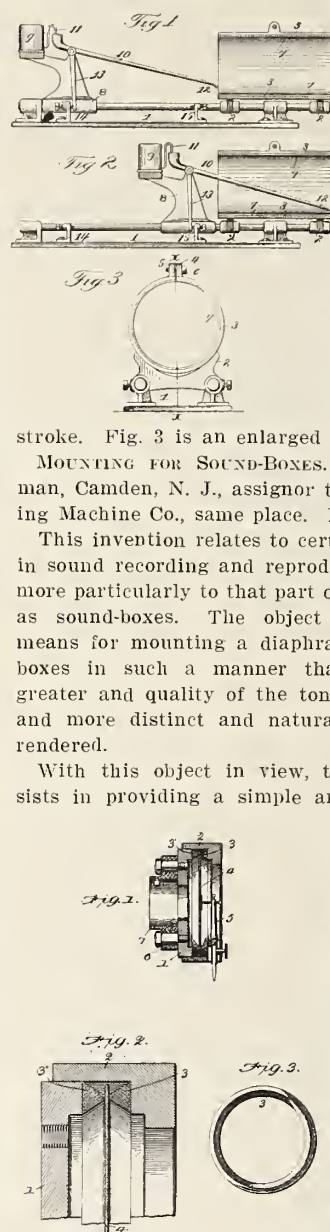 Fig 1
Fig 2
Fig 3
stroke. Fig. 3 is an enlarged
MOUNTING FOR SOUND-BOXES.
man, Camden, N. J., assignor t
ing Machine Co., same place.
This invention relates to cert
in sound recording and reprod
more particularly to that part o
as sound-boxes. The object
means for mounting a diaphra
boxes in such a manner tha
greater and quality of the ton
and more distinct and natura
rendered.
With this object in view, t
sists in providing a simple an
Fig. 1.
Fig. 2.
Fig. 3.